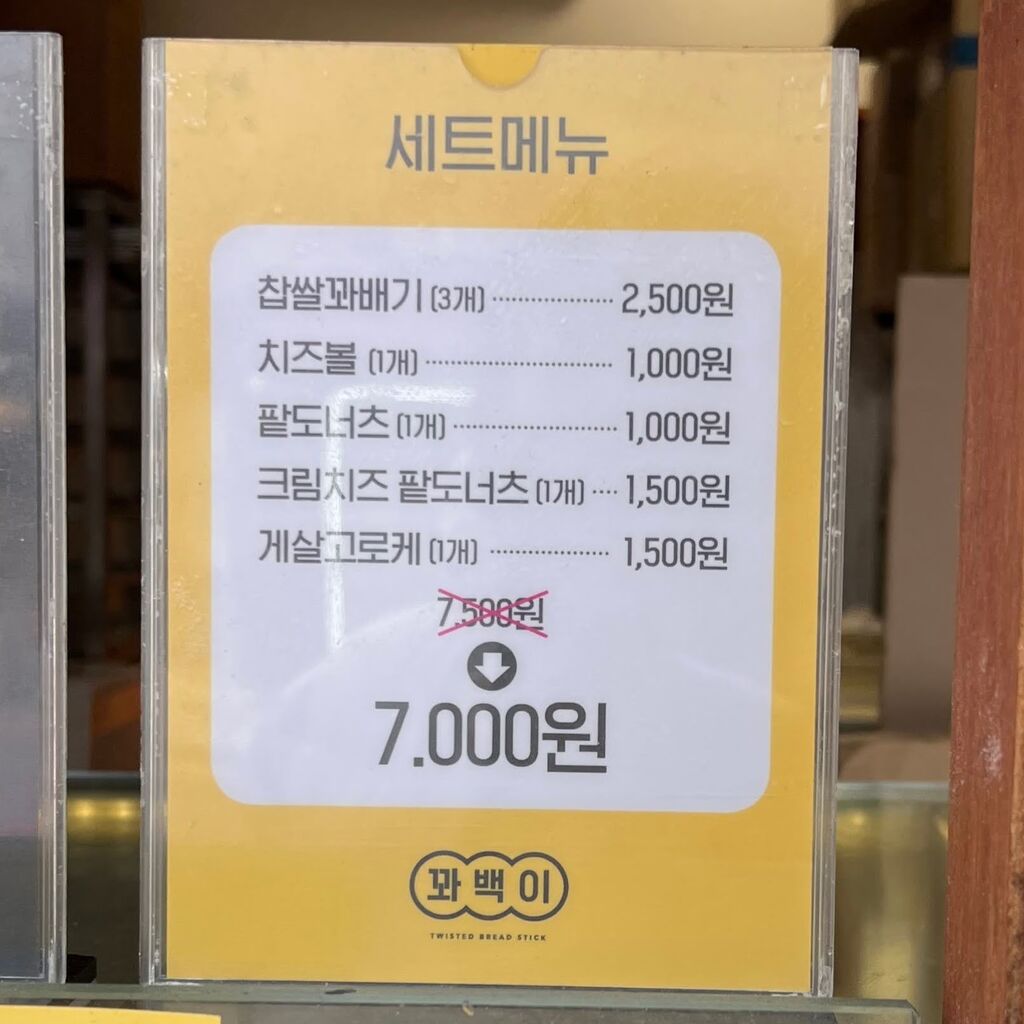 세트메뉴
찹쌀꽈배기 (3개) ········ 2,500원
치즈볼 (1개) ········ 1,000원
팥도너츠 (1개) ········ 1,000원
크림치즈 팥도너츠 (1개) ···· 1,500원
게살고로케 (1개) ········ 1,500원
7.500원
7.000원
꽈백이
TWISTED BREAD STICK